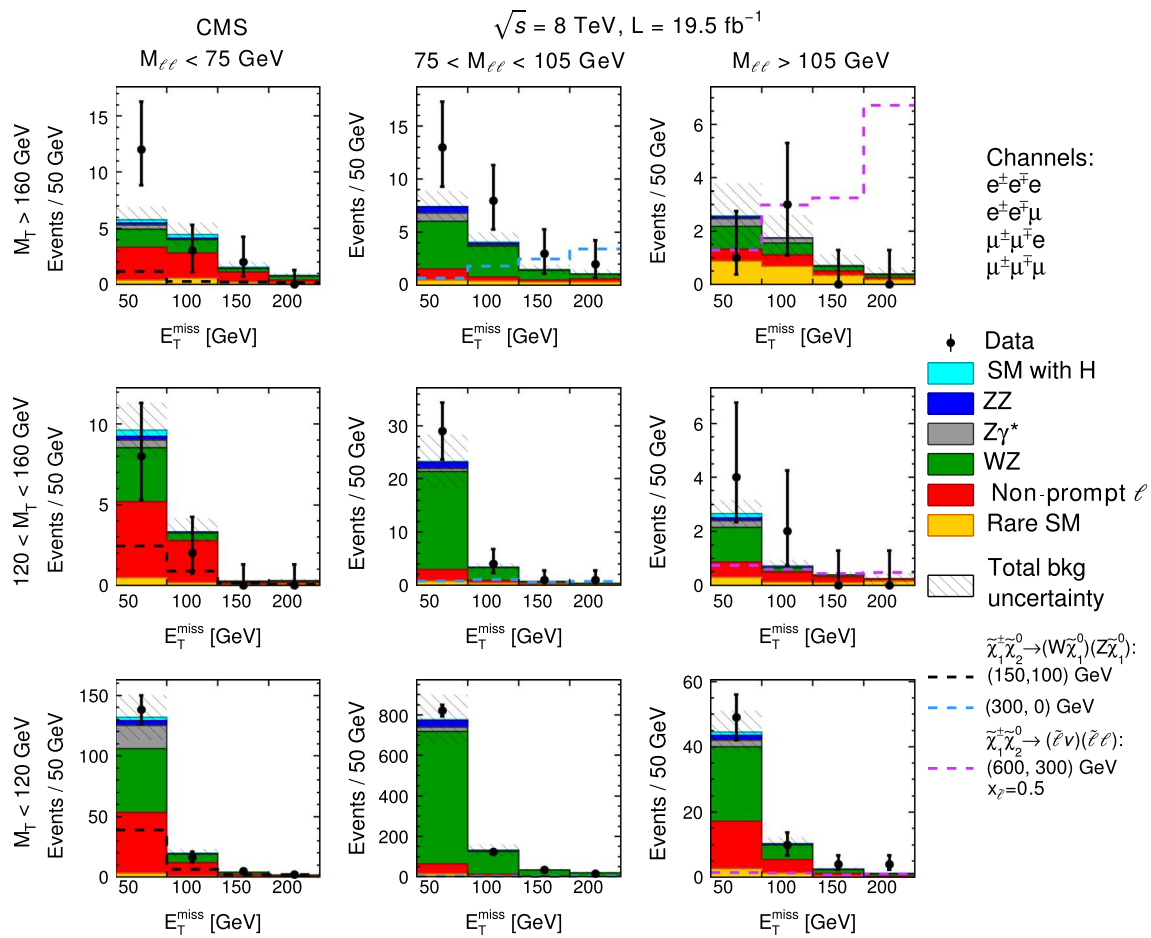 CMS
√s = 8 TeV, L = 19.5 fb⁻¹
M_ℓℓ < 75 GeV
75 < M_ℓℓ < 105 GeV
M_ℓℓ > 105 GeV
M_T > 160 GeV
Events / 50 GeV
15
10
5
0
50 100 150 200
E_T^miss [GeV]
Events / 50 GeV
15
10
5
0
50 100 150 200
E_T^miss [GeV]
Events / 50 GeV
6
4
2
0
50 100 150 200
E_T^miss [GeV]
120 < M_T < 160 GeV
Events / 50 GeV
10
5
0
50 100 150 200
E_T^miss [GeV]
Events / 50 GeV
30
20
10
0
50 100 150 200
E_T^miss [GeV]
Events / 50 GeV
6
4
2
0
50 100 150 200
E_T^miss [GeV]
M_T < 120 GeV
Events / 50 GeV
150
100
50
0
50 100 150 200
E_T^miss [GeV]
Events / 50 GeV
800
600
400
200
0
50 100 150 200
E_T^miss [GeV]
Events / 50 GeV
60
40
20
0
50 100 150 200
E_T^miss [GeV]
Channels:
e±e∓e
e±e∓μ
μ±μ∓e
μ±μ∓μ
Data
SM with H
ZZ
Zγ*
WZ
Non-prompt ℓ
Rare SM
Total bkg
uncertainty
χ̃₁±χ̃₂⁰→(Wχ̃₁⁰)(Zχ̃₁⁰):
(150,100) GeV
(300, 0) GeV
χ̃₁±χ̃₂⁰→(ℓ̃ν)(ℓ̃ℓ):
(600, 300) GeV
x_ℓ̃=0.5